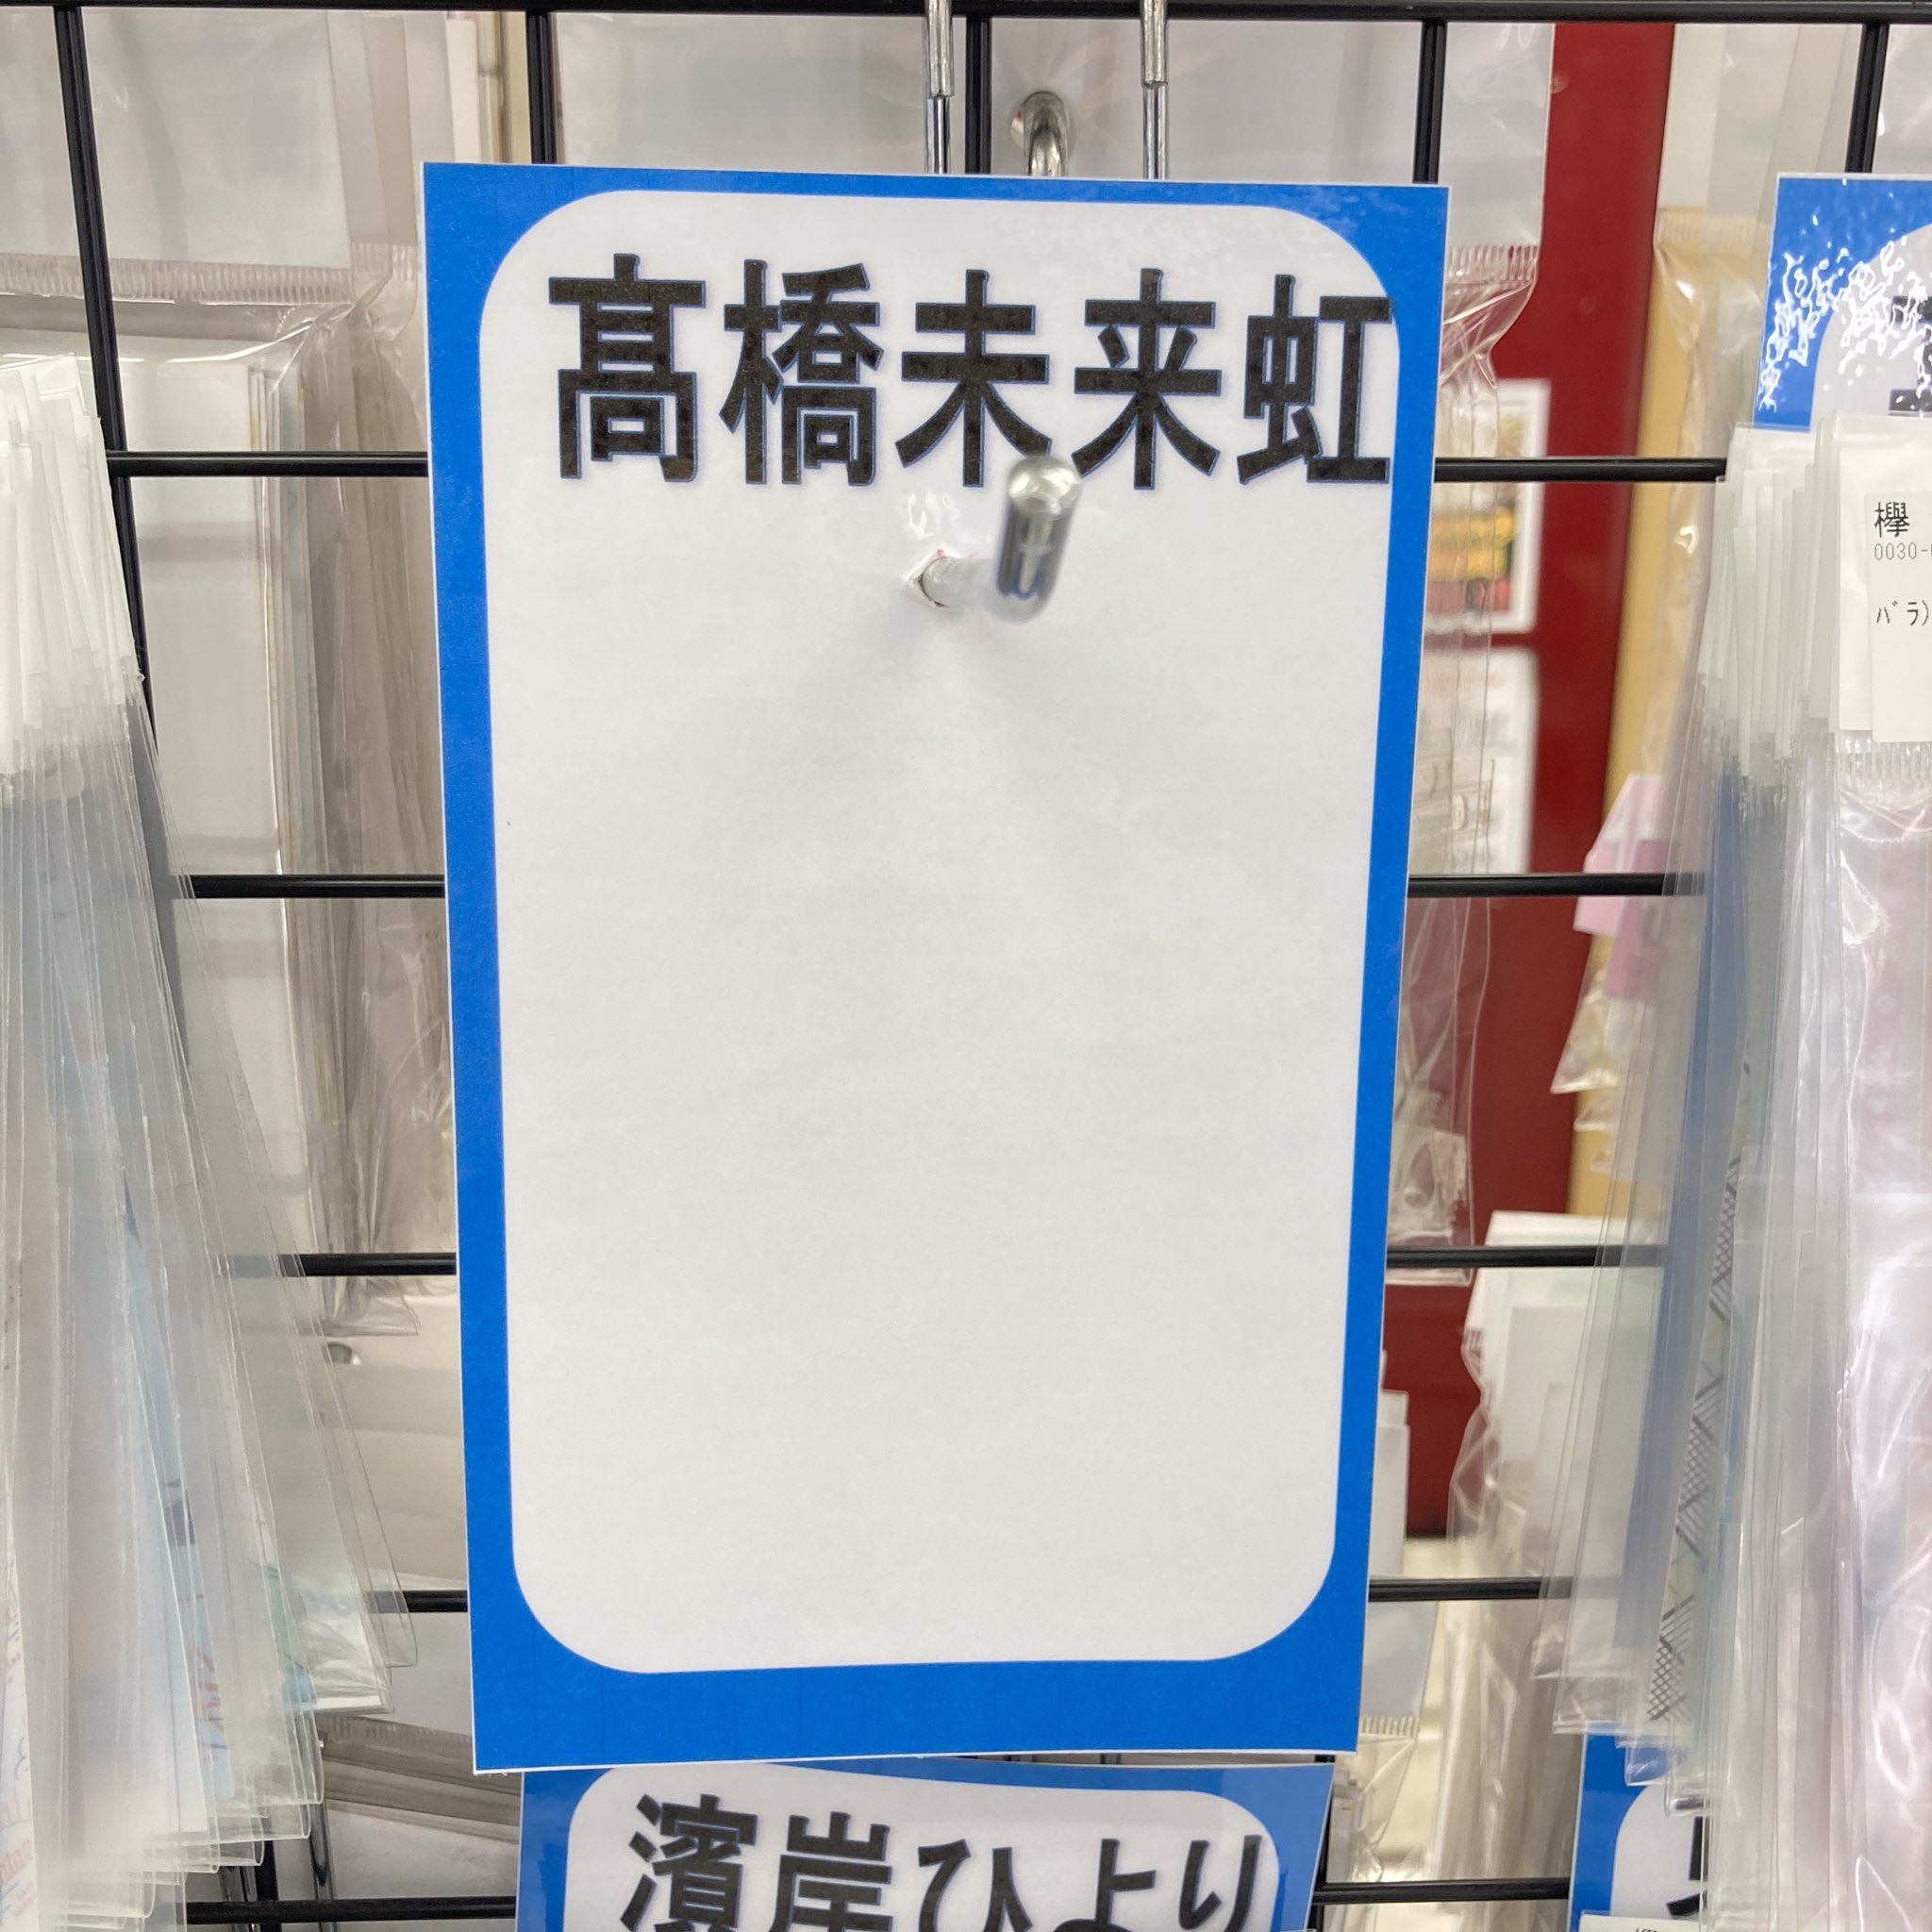 髙橋未来虹
欅
0030-
バラ)
濱岸ひより